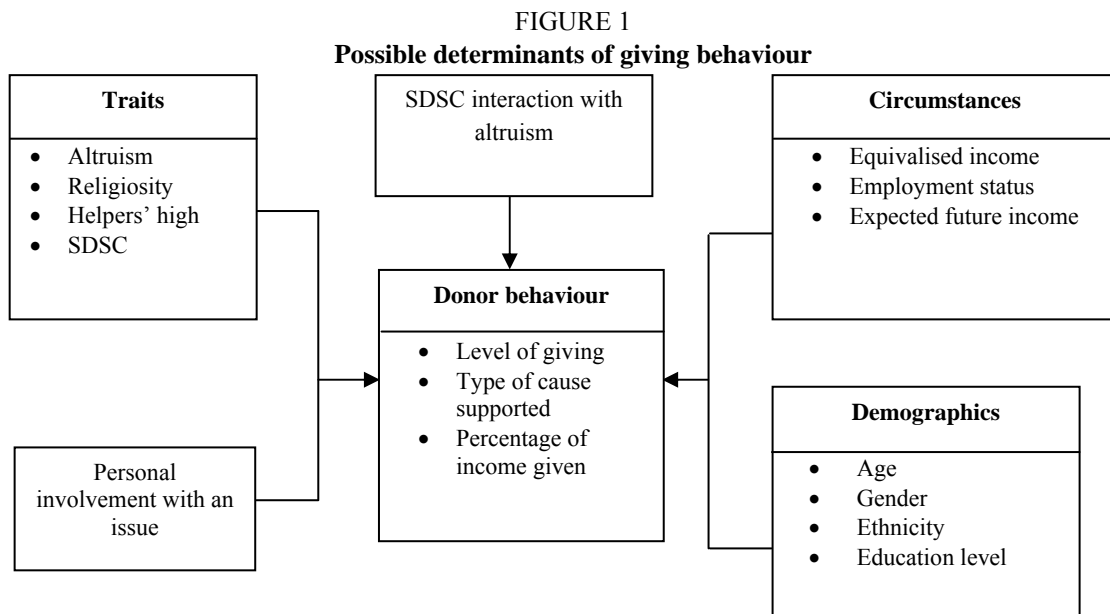 FIGURE 1
Possible determinants of giving behaviour
Traits
• Altruism
• Religiosity
• Helpers’ high
• SDSC
SDSC interaction with
altruism
Circumstances
• Equivalised income
• Employment status
• Expected future income
Donor behaviour
• Level of giving
• Type of cause
supported
• Percentage of
income given
Personal
involvement with an
issue
Demographics
• Age
• Gender
• Ethnicity
• Education level